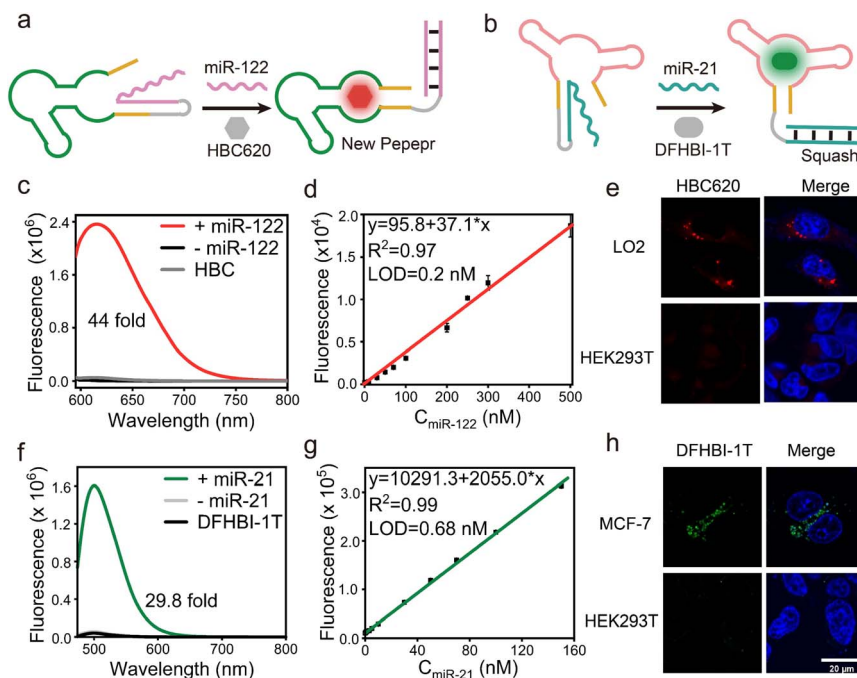 a
miR-122
HBC620
New Pepepr
b
miR-21
DFHBI-1T
Squash
c
Fluorescence (x10⁶)
2.4
1.6
0.8
0.0
+ miR-122
- miR-122
HBC
44 fold
600 650 700 750 800
Wavelength (nm)
d
Fluorescence (x10⁴)
2.0
1.5
1.0
0.5
0.0
y=95.8+37.1*x
R²=0.97
LOD=0.2 nM
0 100 200 300 400 500
C miR-122 (nM)
e
HBC620 Merge
LO2
HEK293T
f
Fluorescence (x 10⁶)
1.6
1.2
0.8
0.4
0.0
+ miR-21
- miR-21
DFHBI-1T
29.8 fold
500 600 700 800
Wavelength (nm)
g
Fluorescence (x 10⁵)
3.0
2.0
1.0
0.0
y=10291.3+2055.0*x
R²=0.99
LOD=0.68 nM
0 40 80 120 160
C miR-21 (nM)
h
DFHBI-1T Merge
MCF-7
HEK293T
20 µm